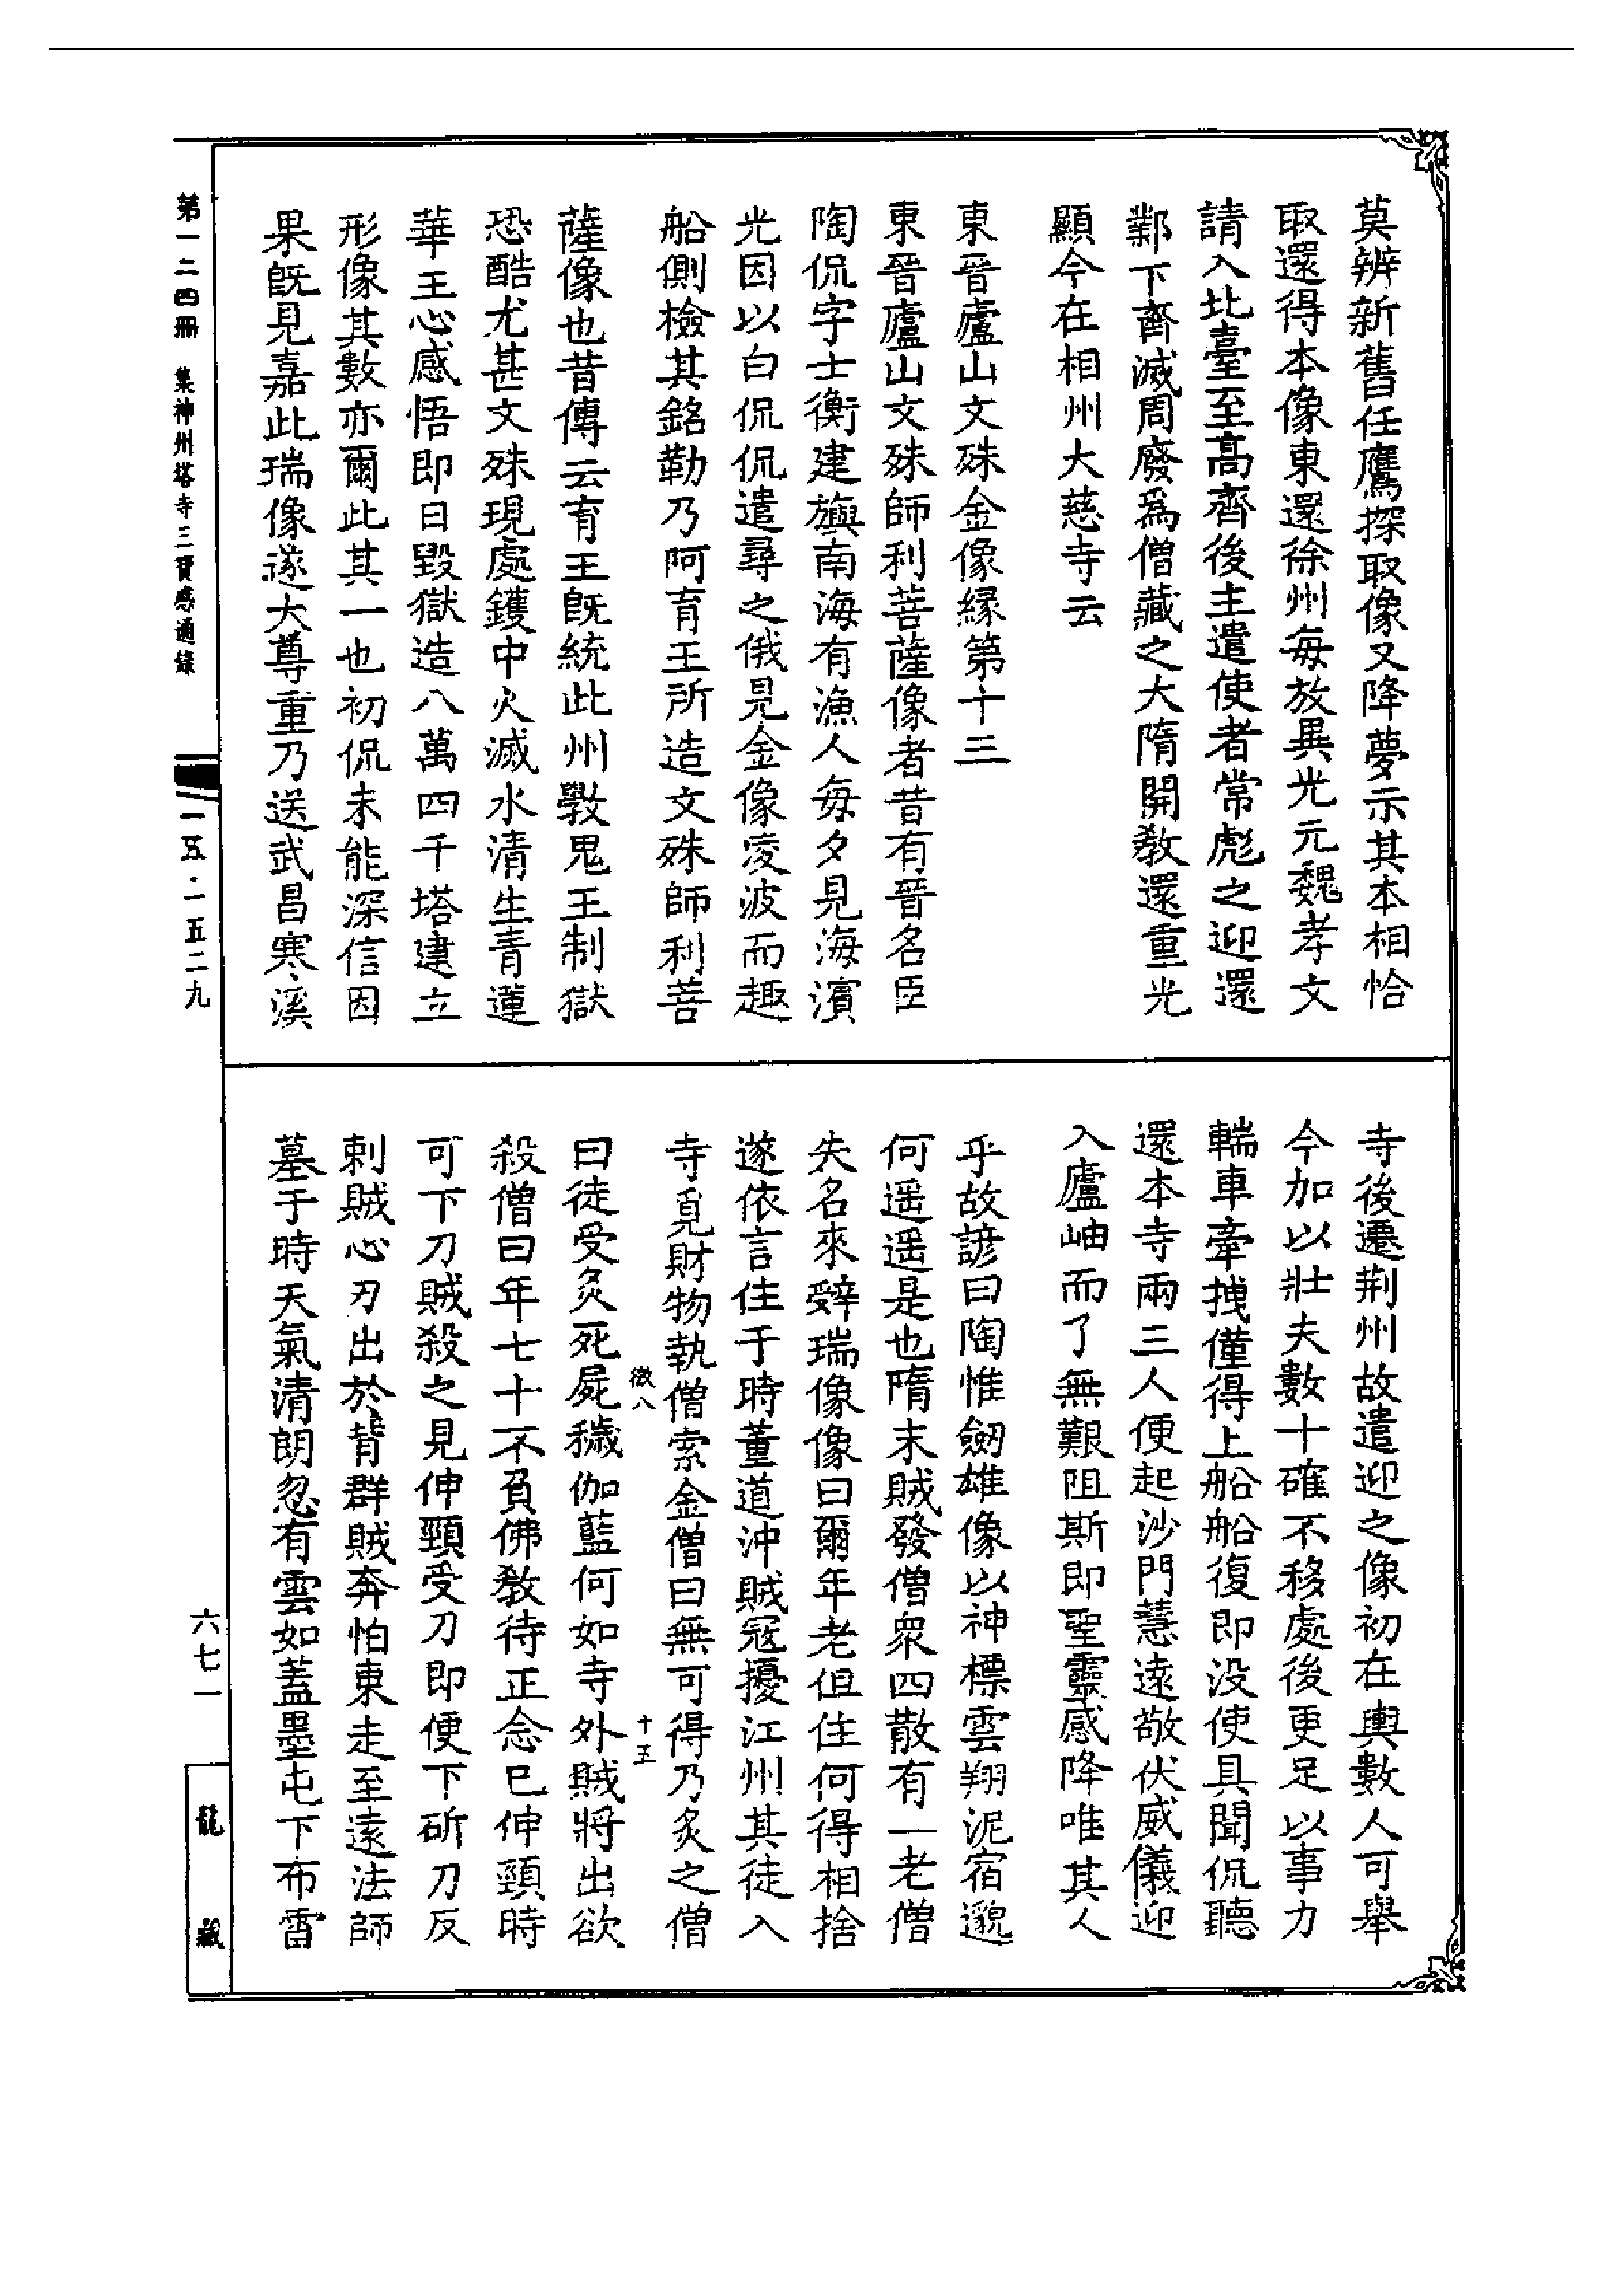 莫辨新舊任鷹探取像又降夢示其本相恰
取還得本像東還徐州每放異光元魏孝文
請入北臺至高齊後主遣使者常彪之迎還
鄴下齊滅周廢爲僧藏之大隋開教還重光
顯今在相州大慈寺云
東晉廬山文殊金像緣第十三
東晉廬山文殊師利菩薩像者昔有晉名臣
陶侃字士衡建旗南海有漁人每夕見海濱
光因以白侃侃遣尋之俄見金像凌波而趣
船側檢其銘勒乃阿育王所造文殊師利菩
薩像也昔傳云育王旣統此州斆鬼王制獄
恐酷尤甚文殊現處鑊中火滅水清生青蓮
華王心感悟即日毀獄造八萬四千塔建立
形像其數亦爾此其一也初侃未能深信因
果旣見嘉此瑞像遂大尊重乃送武昌寒溪
寺後遷荆州故遣迎之像初在輿數人可舉
今加以壯夫數十確不移處後更足以事力
輲車牽拽僅得上船船復即没使具聞侃聽
還本寺兩三人便起沙門慧遠敬伏威儀迎
入廬岫而了無艱阻斯即聖靈感降唯其人
乎故諺曰陶惟劒雄像以神標雲翔泥宿邈
何遥遥是也隋末賊發僧衆四散有一老僧
失名來辭瑞像像曰爾年老但住何得相捨
遂依言住于時董道沖賊冦擾江州其徒入
寺覓財物執僧索金僧曰無可得乃炙之僧
曰徒受炙死屍穢伽藍何如寺外賊將出欲
殺僧曰年七十不負佛教待正念已伸頸時
可下刀賊殺之見伸頸受刀即便下斫刀反
刺賊心刃出於背群賊奔怕東走至遠法師
墓于時天氣清朗忽有雲如蓋墨屯下布雷
微八
十五
第一二四冊 集神州塔寺三寶感通錄
一五·一五二九
六七一
龍藏